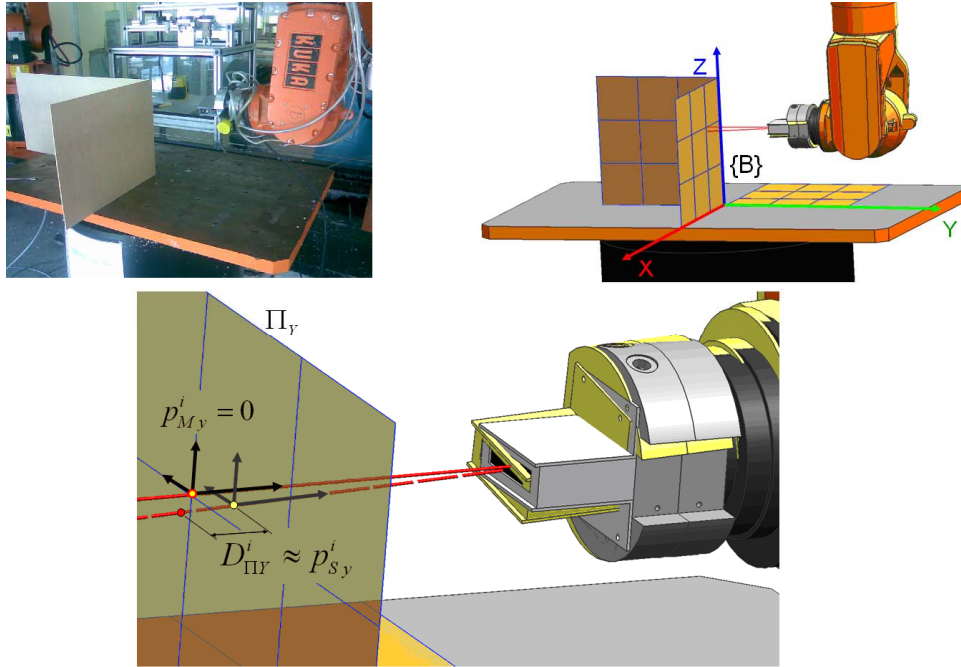 KUKA
Z
{B}
Y
X
Π_Y
p^i_{My} = 0
D^i_{ΠY} ≈ p^i_{Sy}